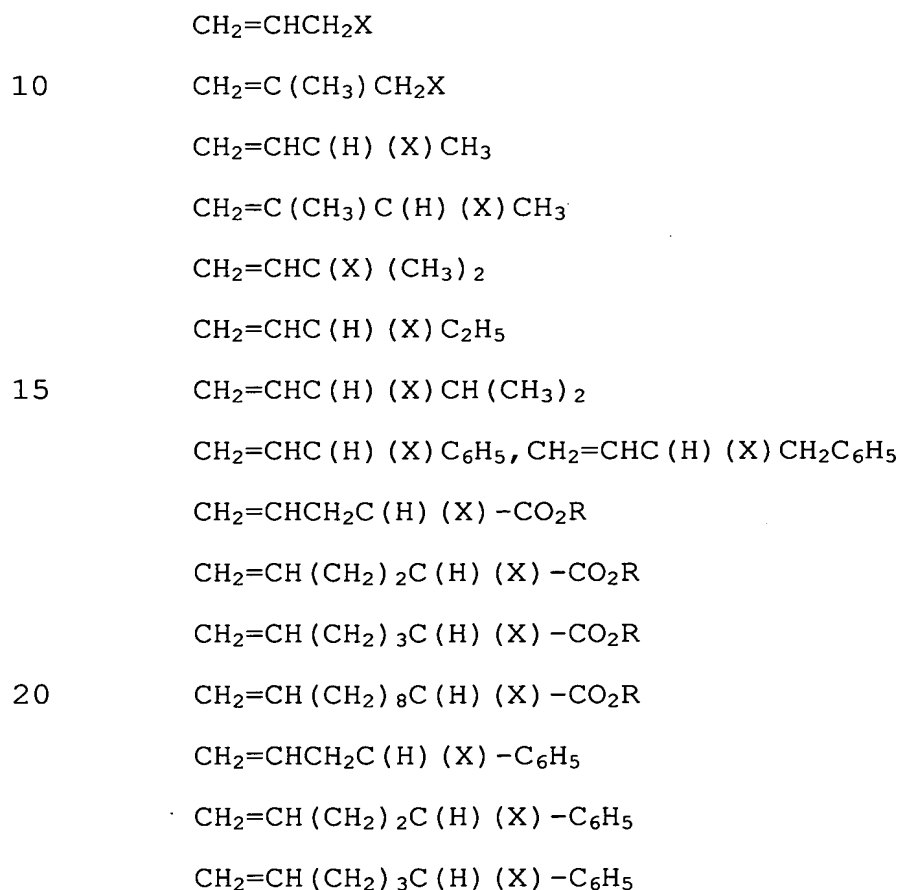 CH₂=CHCH₂X
10 CH₂=C(CH₃)CH₂X
CH₂=CHC(H)(X)CH₃
CH₂=C(CH₃)C(H)(X)CH₃
CH₂=CHC(X)(CH₃)₂
CH₂=CHC(H)(X)C₂H₅
15 CH₂=CHC(H)(X)CH(CH₃)₂
CH₂=CHC(H)(X)C₆H₅, CH₂=CHC(H)(X)CH₂C₆H₅
CH₂=CHCH₂C(H)(X)-CO₂R
CH₂=CH(CH₂)₂C(H)(X)-CO₂R
CH₂=CH(CH₂)₃C(H)(X)-CO₂R
20 CH₂=CH(CH₂)₈C(H)(X)-CO₂R
CH₂=CHCH₂C(H)(X)-C₆H₅
CH₂=CH(CH₂)₂C(H)(X)-C₆H₅
CH₂=CH(CH₂)₃C(H)(X)-C₆H₅